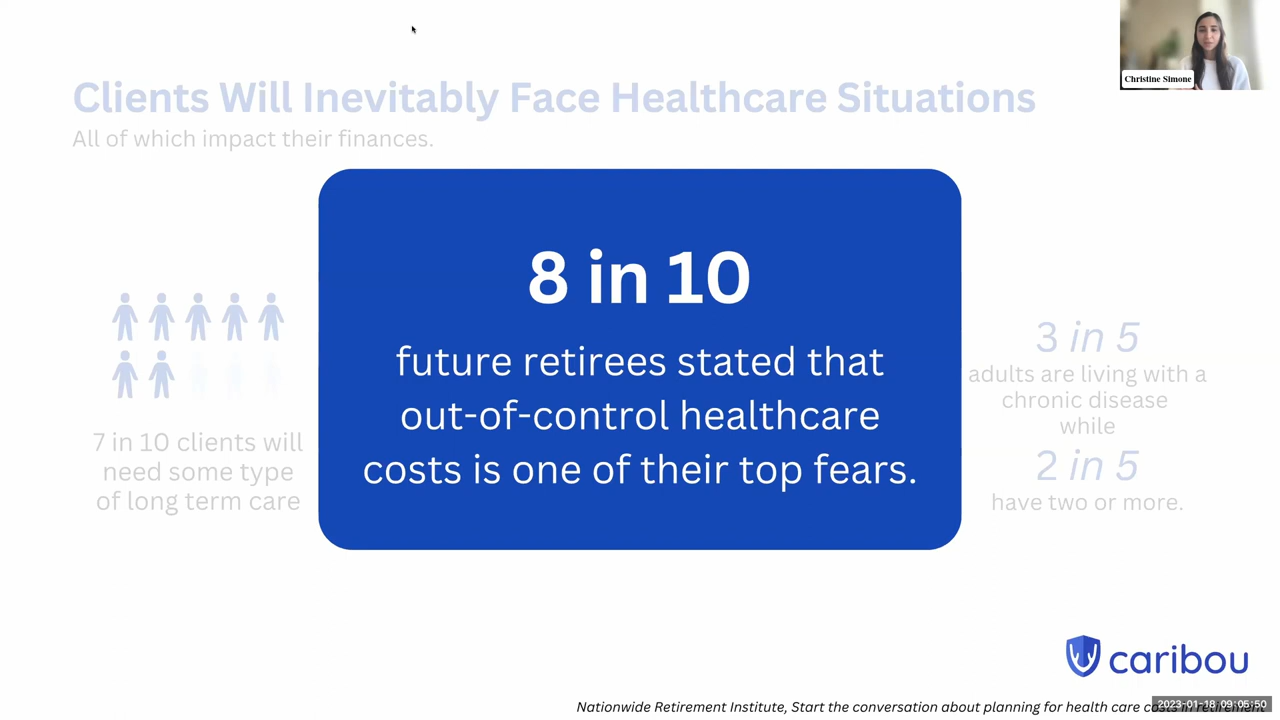 Christine Simone
Clients Will Inevitably Face Healthcare Situations
All of which impact their finances.
8 in 10
future retirees stated that
out-of-control healthcare
costs is one of their top fears.
7 in 10 clients will
need some type
of long term care
3 in 5
adults are living with a
chronic disease
while
2 in 5
have two or more.
caribou
Nationwide Retirement Institute, Start the conversation about planning for health care costs in retirement
2023-01-18 09:05:50